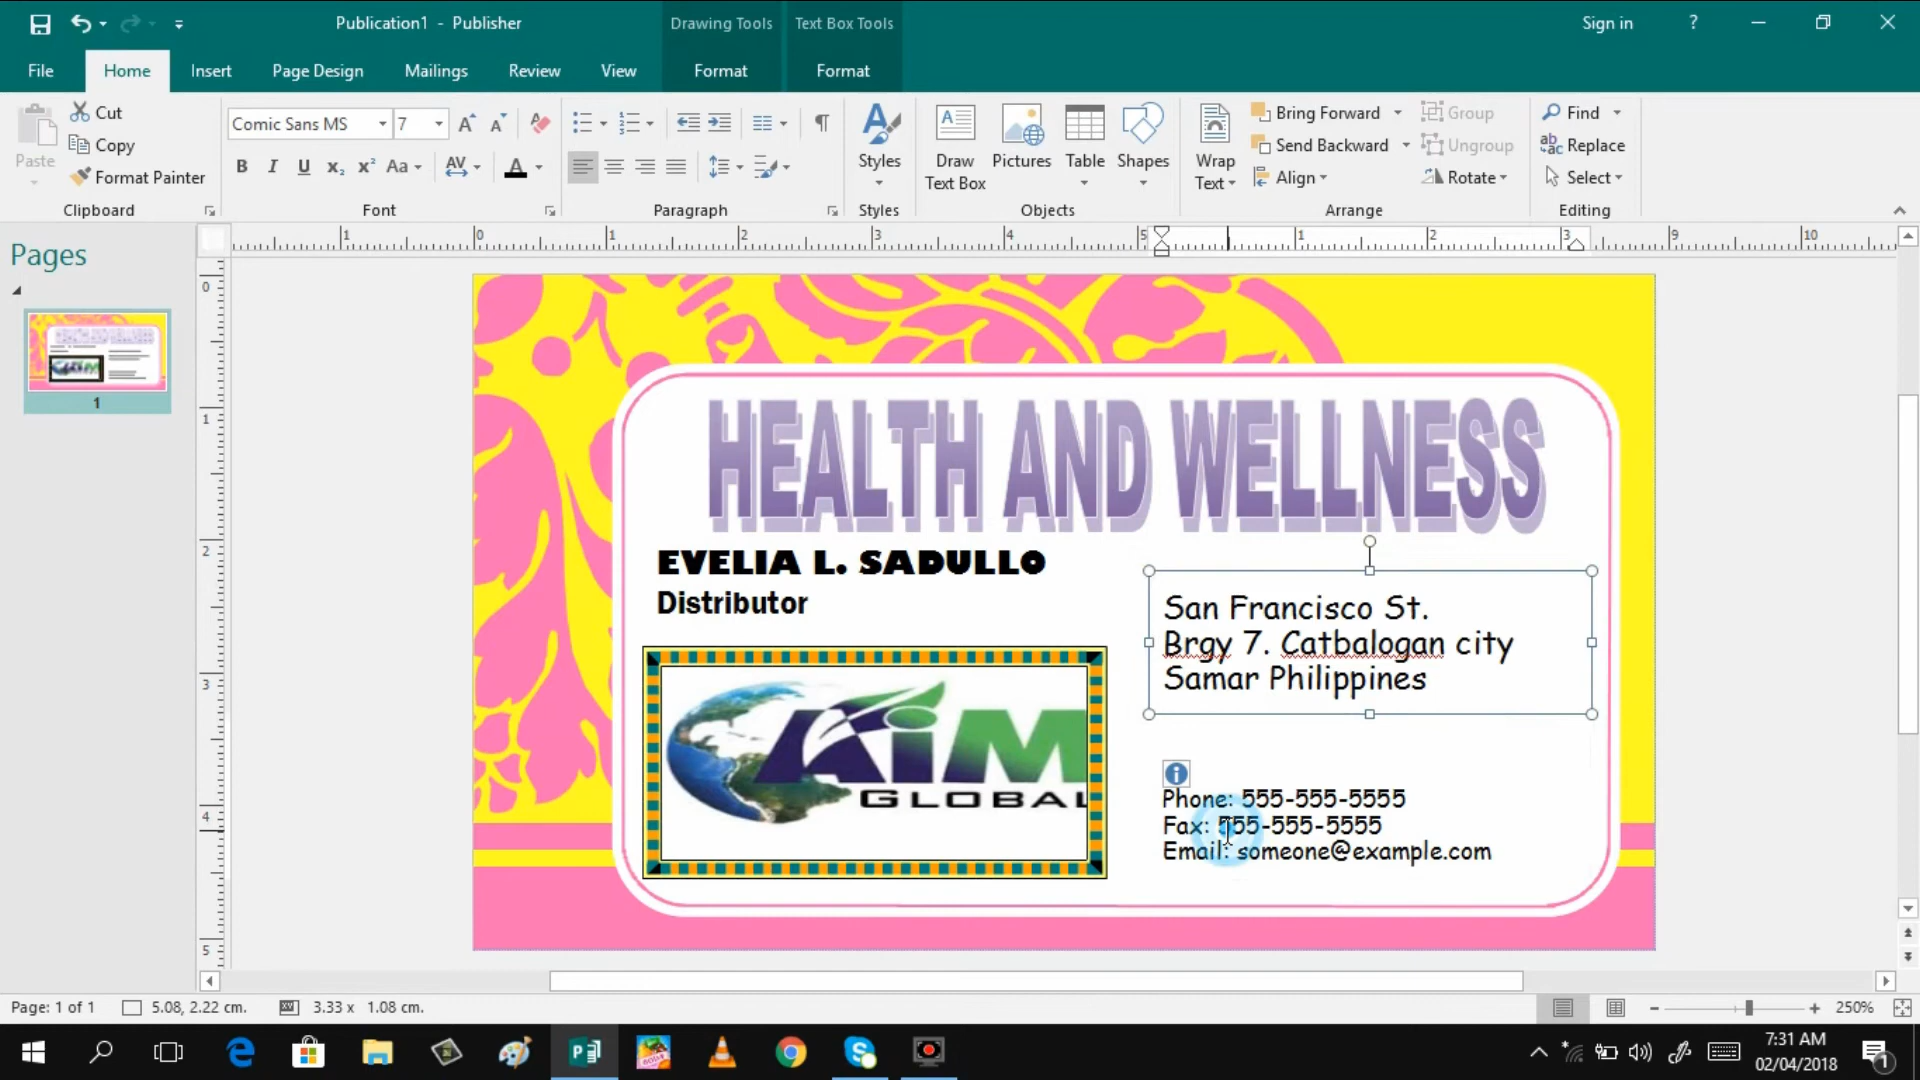 Publication1 - Publisher
Drawing Tools
Text Box Tools
Sign in
?
File
Home
Insert
Page Design
Mailings
Review
View
Format
Format
Paste
Cut
Copy
Format Painter
Clipboard
Comic Sans MS
7
Font
Paragraph
Styles
Styles
Draw Text Box
Pictures
Table
Shapes
Objects
Wrap Text
Bring Forward
Send Backward
Align
Group
Ungroup
Rotate
Arrange
Find
Replace
Select
Editing
Pages
1
HEALTH AND WELLNESS
EVELIA L. SADULLO
Distributor
San Francisco St.
Brgy 7. Catbalogan city
Samar Philippines
AiM
GLOBAL
Phone: 555-555-5555
Fax: 555-555-5555
Email: someone@example.com
Page: 1 of 1
5.08, 2.22 cm.
3.33 x 1.08 cm.
250%
7:31 AM
02/04/2018